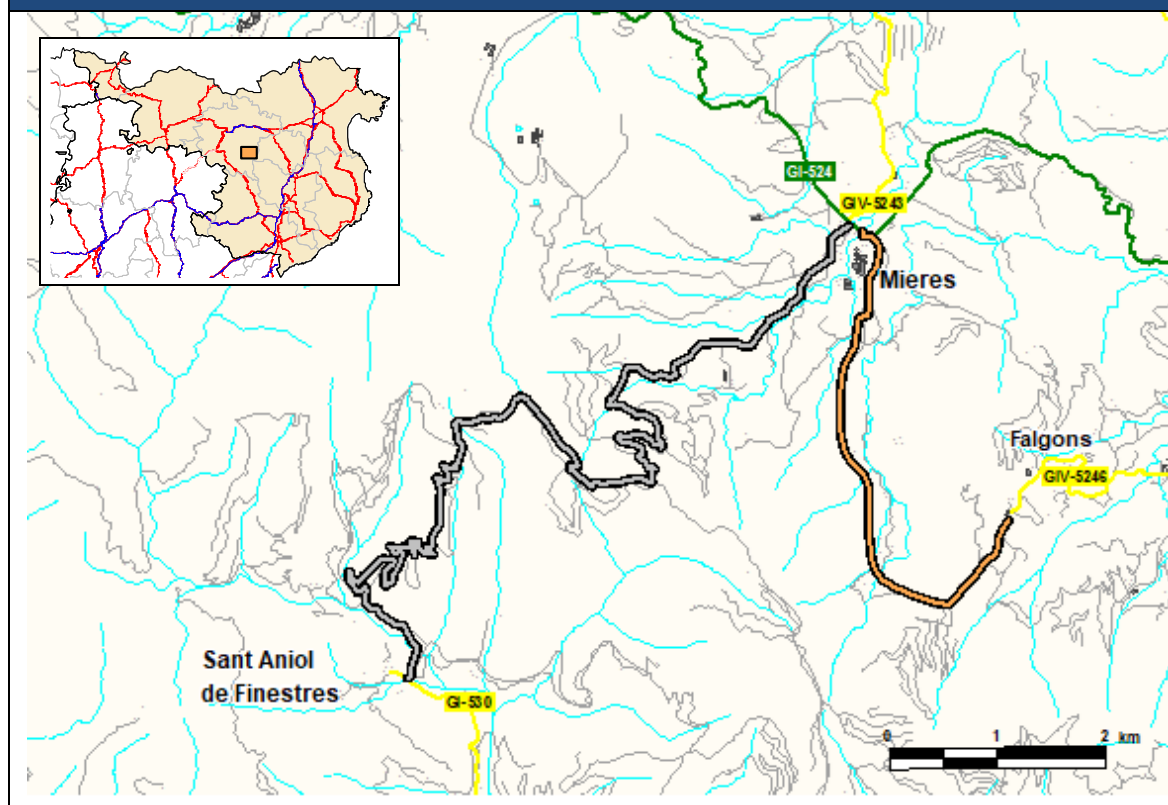 GI-524
GIV-5243
Mieres
Falgons
GIV-5246
Sant Aniol
de Finestres
GI-530
0 1 2 km